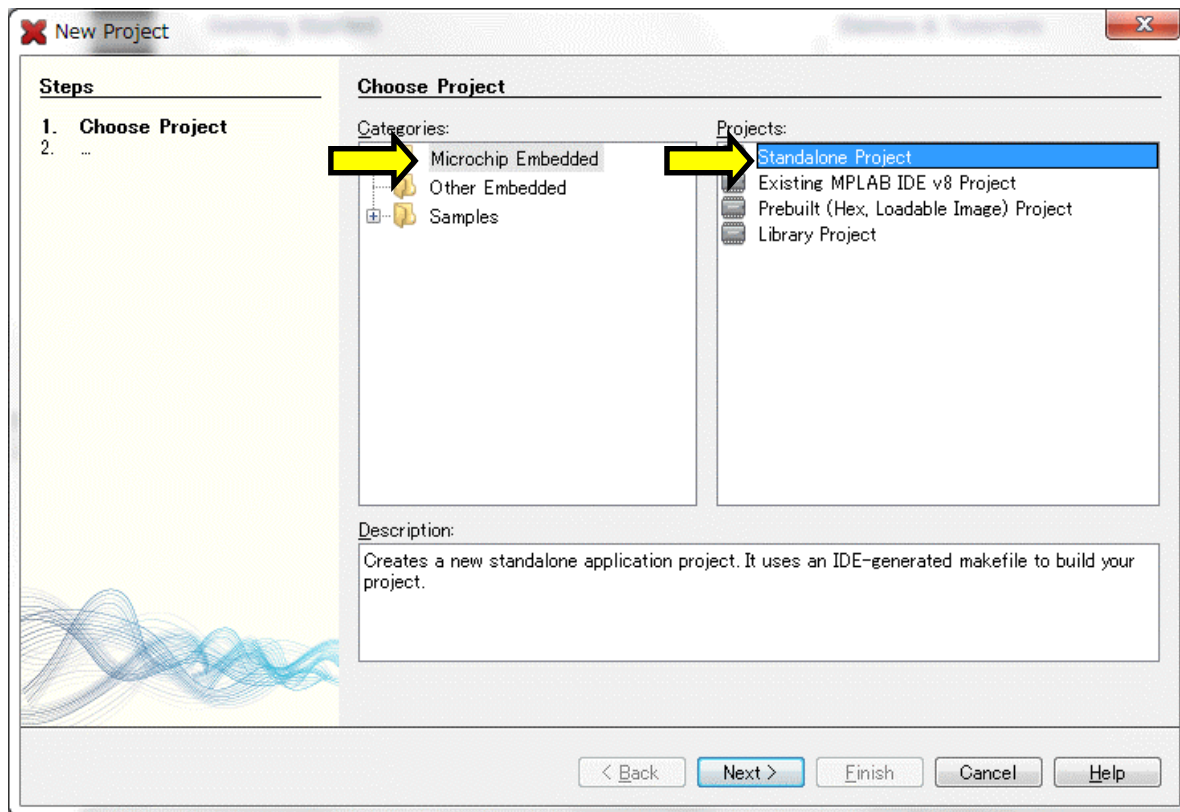 New Project
Steps
1. Choose Project
2. ...
Choose Project
Categories:
Microchip Embedded
Other Embedded
Samples
Projects:
Standalone Project
Existing MPLAB IDE v8 Project
Prebuilt (Hex, Loadable Image) Project
Library Project
Description:
Creates a new standalone application project. It uses an IDE-generated makefile to build your
project.
< Back
Next >
Finish
Cancel
Help